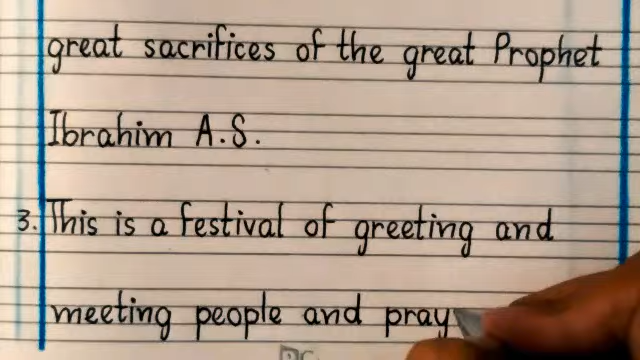 great sacrifices of the great Prophet
Ibrahim A.S.
3. This is a festival of greeting and
meeting people and pray